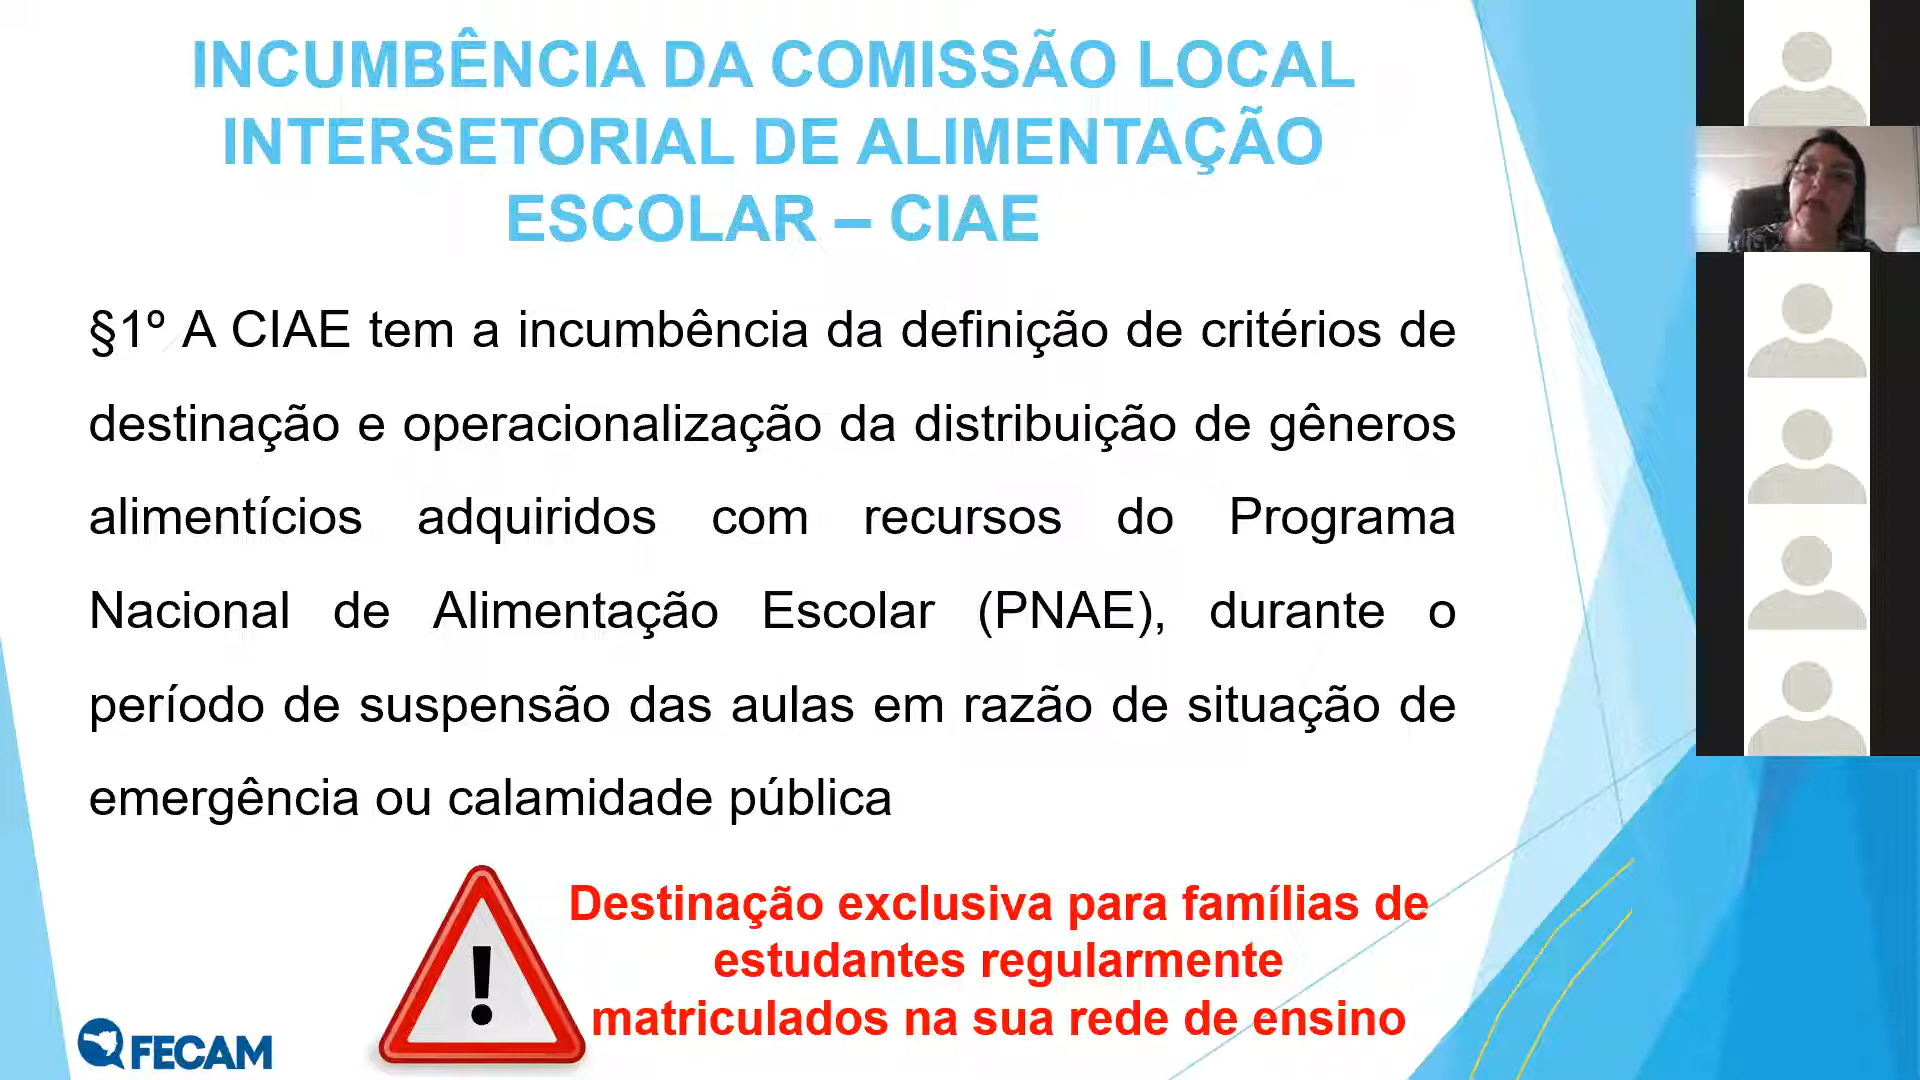 INCUMBÊNCIA DA COMISSÃO LOCAL
INTERSETORIAL DE ALIMENTAÇÃO
ESCOLAR – CIAE
§1º A CIAE tem a incumbência da definição de critérios de
destinação e operacionalização da distribuição de gêneros
alimentícios adquiridos com recursos do Programa
Nacional de Alimentação Escolar (PNAE), durante o
período de suspensão das aulas em razão de situação de
emergência ou calamidade pública
Destinação exclusiva para famílias de
estudantes regularmente
matriculados na sua rede de ensino
FECAM